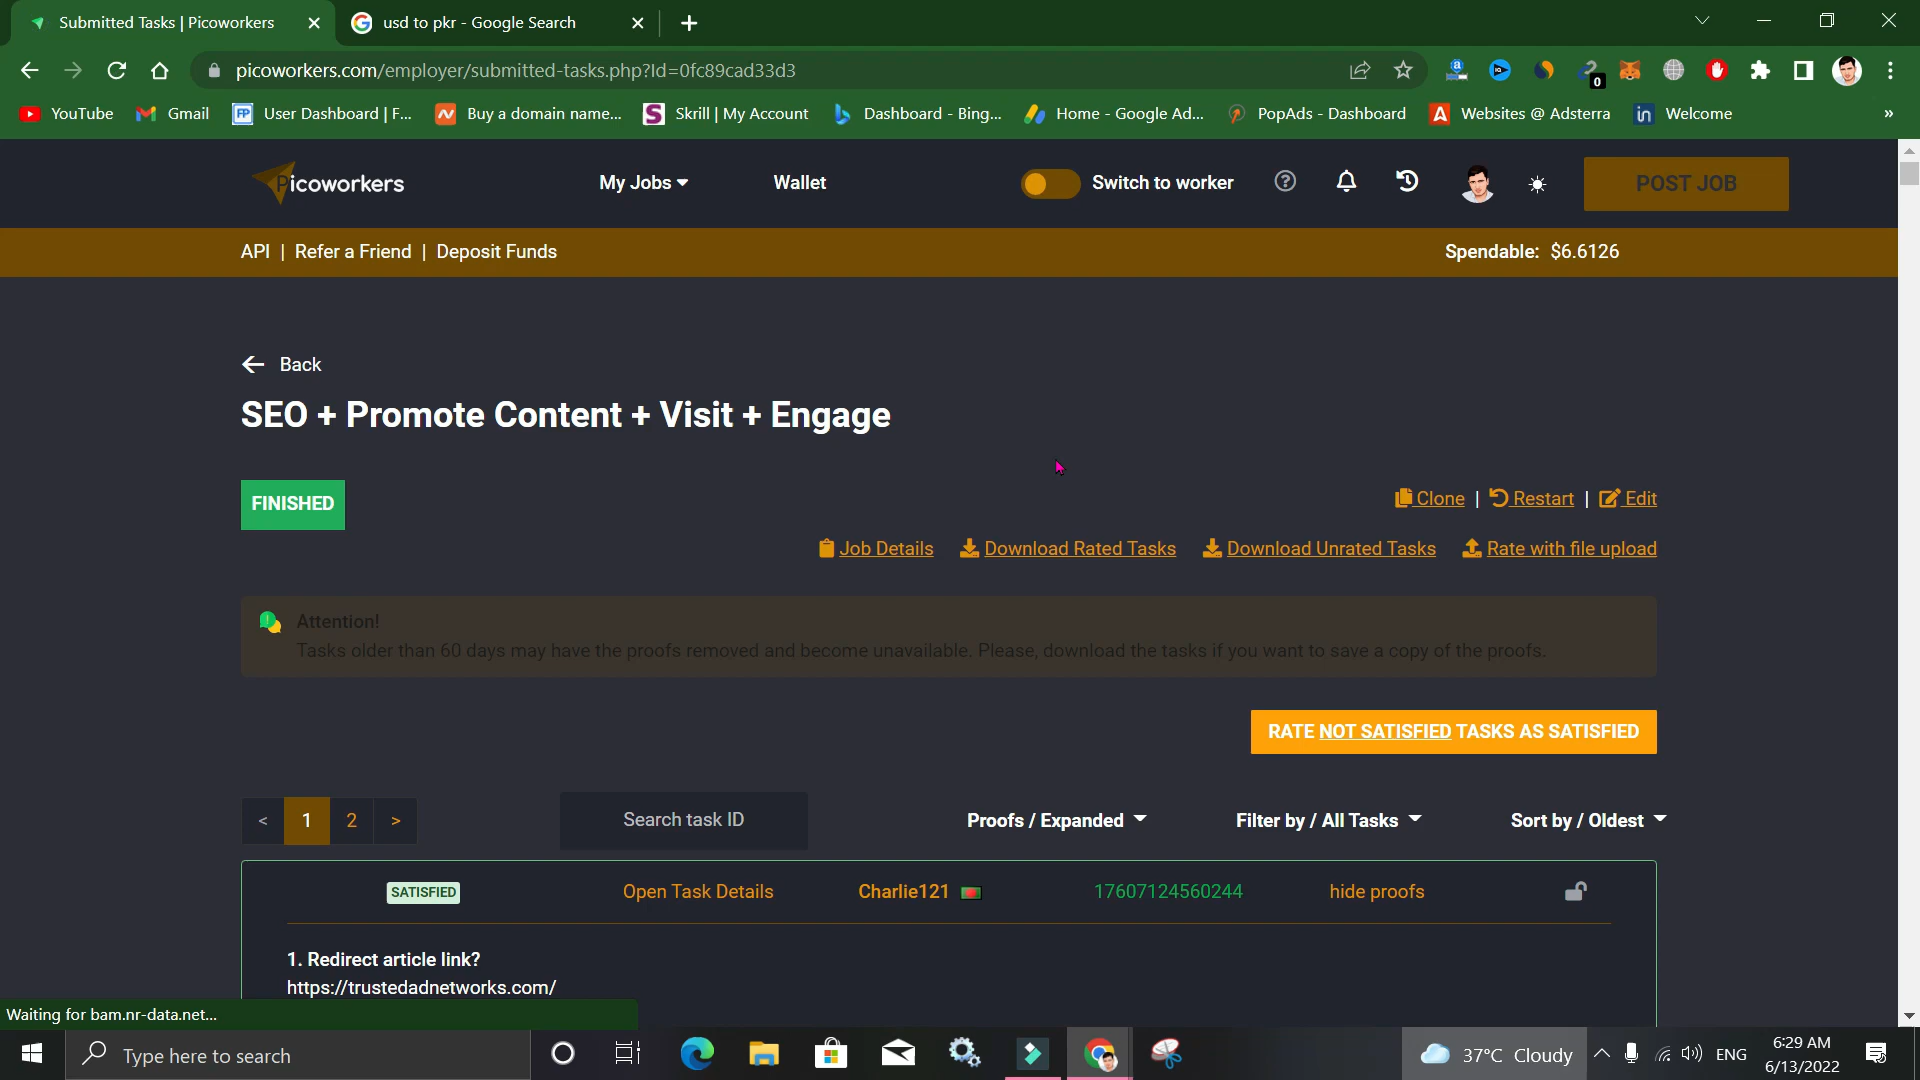 Submitted Tasks | Picoworkers
usd to pkr - Google Search
picoworkers.com/employer/submitted-tasks.php?Id=0fc89cad33d3
0
YouTube
Gmail
User Dashboard | F...
Buy a domain name...
Skrill | My Account
Dashboard - Bing...
Home - Google Ad...
PopAds - Dashboard
Websites @ Adsterra
Welcome
»
Picoworkers
My Jobs
Wallet
Switch to worker
POST JOB
API | Refer a Friend | Deposit Funds
Spendable: $6.6126
Back
SEO + Promote Content + Visit + Engage
FINISHED
Clone | Restart | Edit
Job Details
Download Rated Tasks
Download Unrated Tasks
Rate with file upload
Attention!
Tasks older than 60 days may have the proofs removed and become unavailable. Please, download the tasks if you want to save a copy of the proofs.
RATE NOT SATISFIED TASKS AS SATISFIED
< 1 2 >
Search task ID
Proofs / Expanded
Filter by / All Tasks
Sort by / Oldest
SATISFIED
Open Task Details
Charlie121
17607124560244
hide proofs
1. Redirect article link?
https://trustedadnetworks.com/
Waiting for bam.nr-data.net...
Type here to search
37°C Cloudy
ENG
6:29 AM
6/13/2022